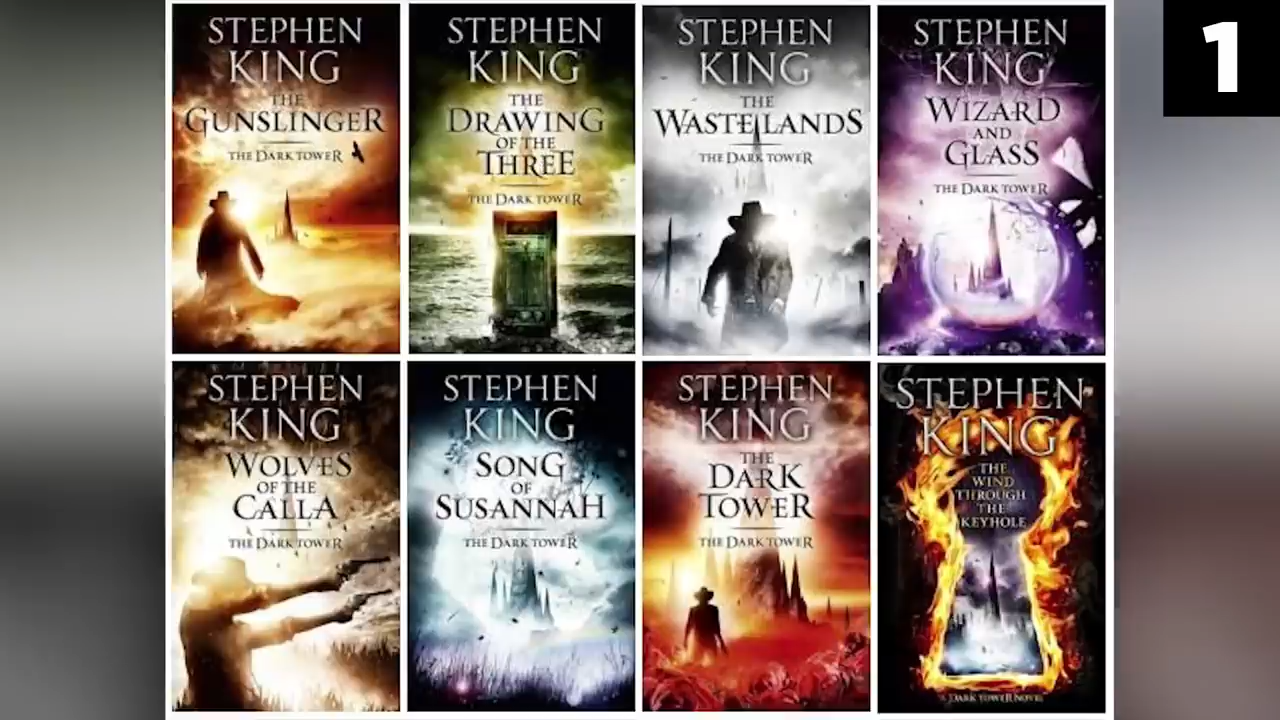 1
STEPHEN
KING
THE
GUNSLINGER
THE DARK TOWER
STEPHEN
KING
THE
DRAWING
OF THE
THREE
THE DARK TOWER
STEPHEN
KING
THE
WASTE LANDS
THE DARK TOWER
STEPHEN
KING
WIZARD
AND
GLASS
THE DARK TOWER
STEPHEN
KING
WOLVES
OF THE
CALLA
THE DARK TOWER
STEPHEN
KING
SONG
OF
SUSANNAH
THE DARK TOWER
STEPHEN
KING
THE
DARK
TOWER
THE DARK TOWER
STEPHEN
KING
THE
WIND
THROUGH
THE
KEYHOLE
A DARK TOWER NOVEL